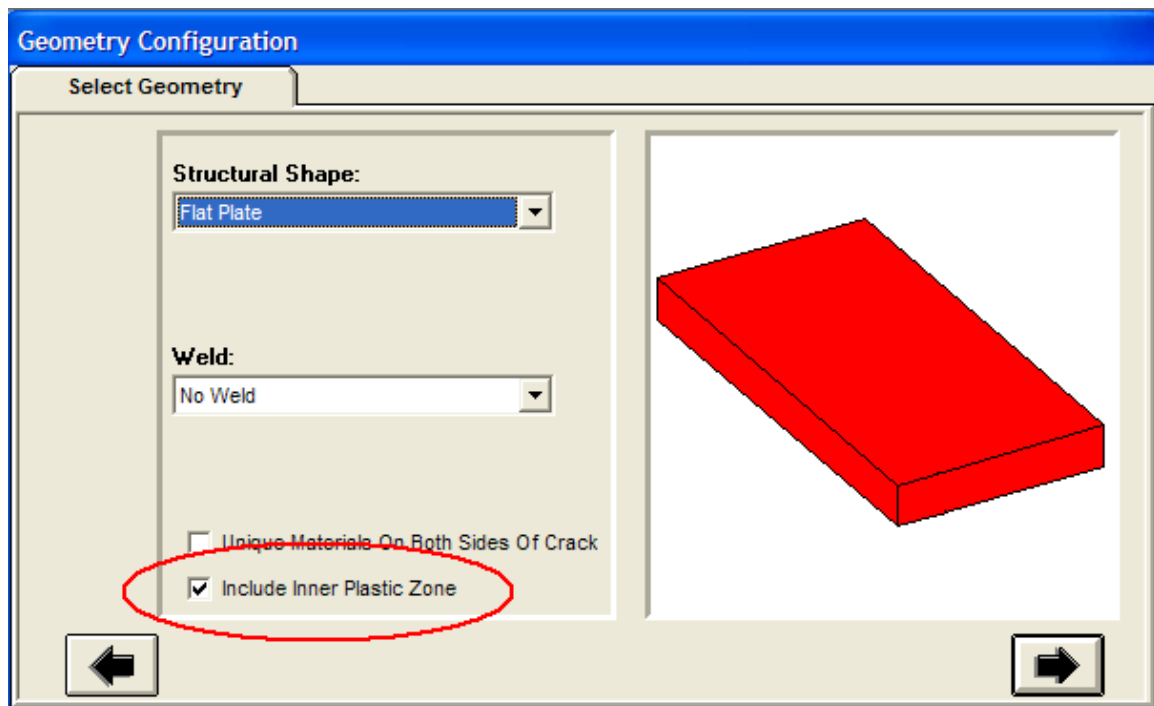 Geometry Configuration
Select Geometry
Structural Shape:
Flat Plate
Weld:
No Weld
Unique Materials On Both Sides Of Crack
Include Inner Plastic Zone